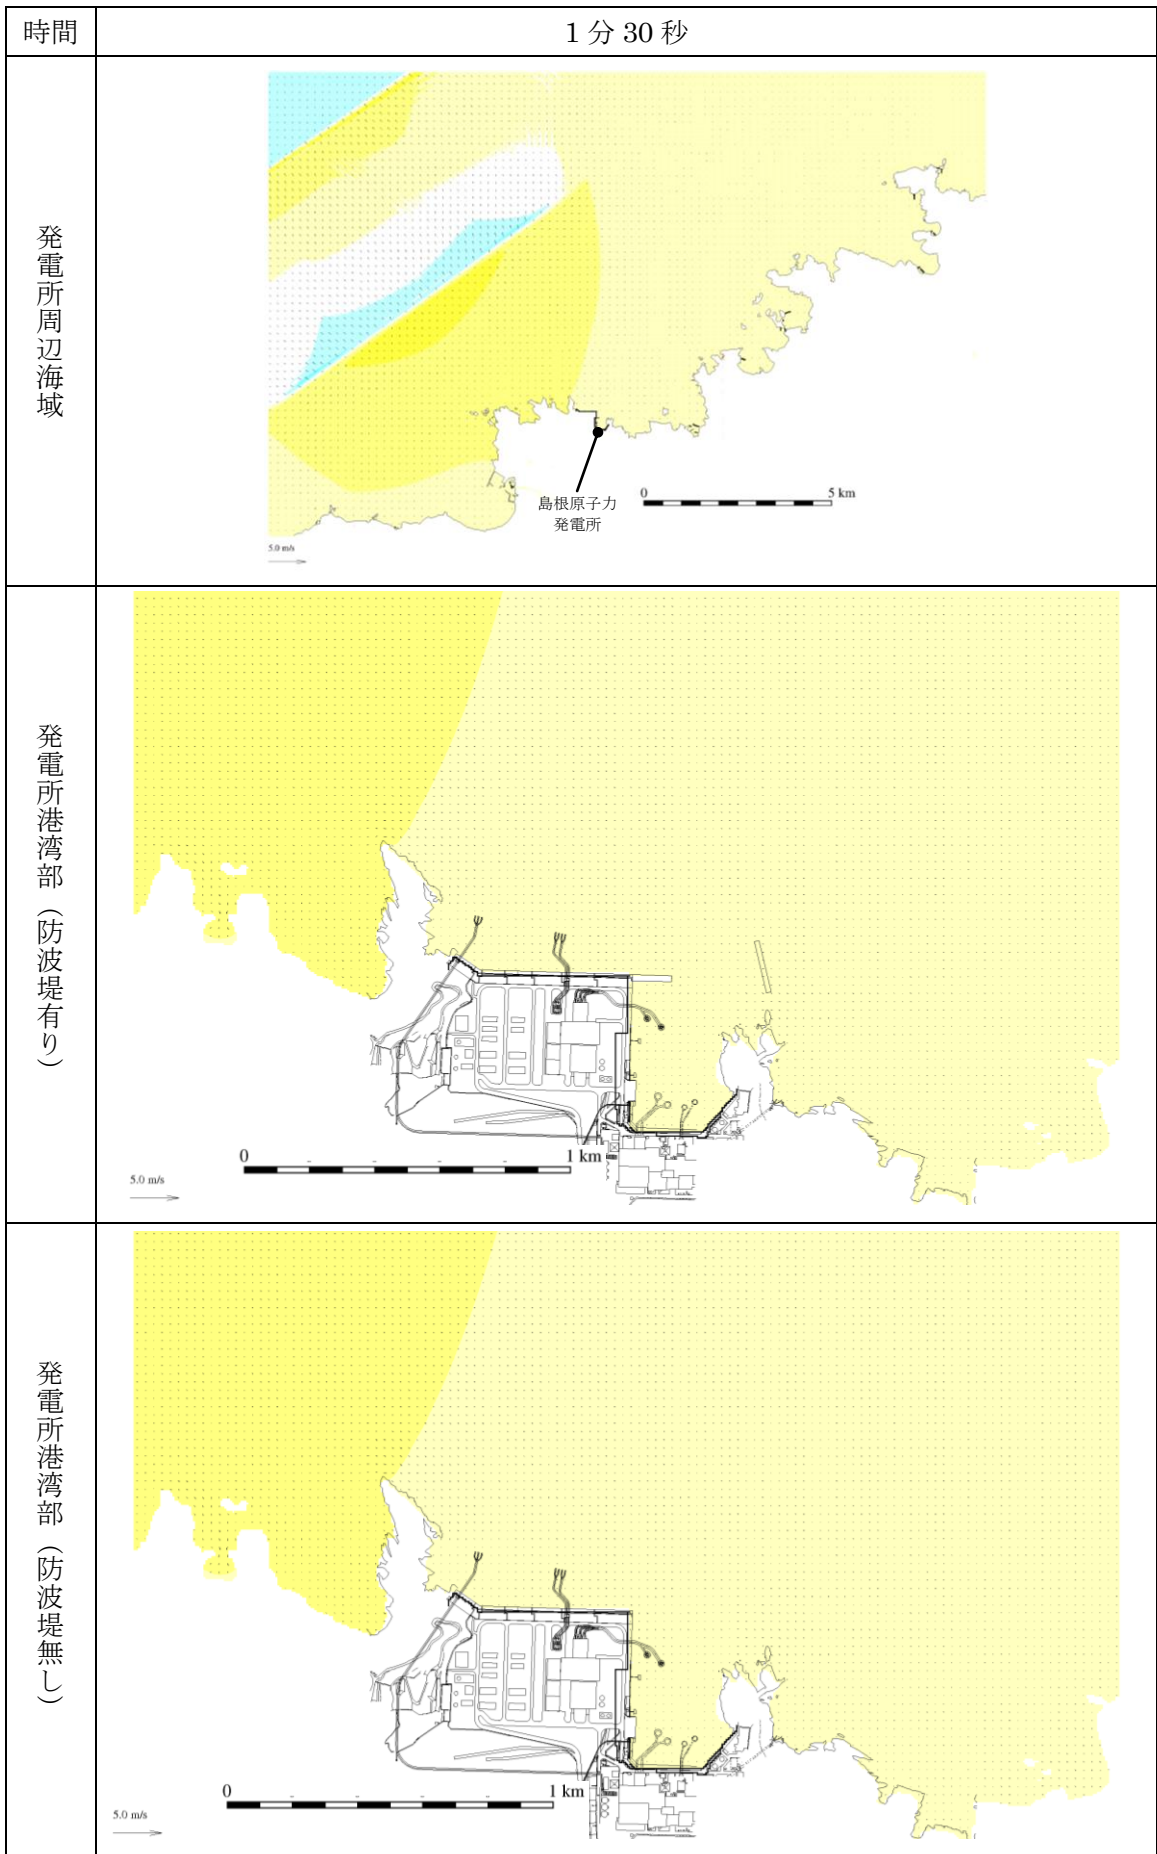 時間
1分30秒
発電所周辺海域
島根原子力
発電所
0 5 km
5.0 m/s
発電所港湾部（防波堤有り）
0 1 km
5.0 m/s
発電所港湾部（防波堤無し）
0 1 km
5.0 m/s